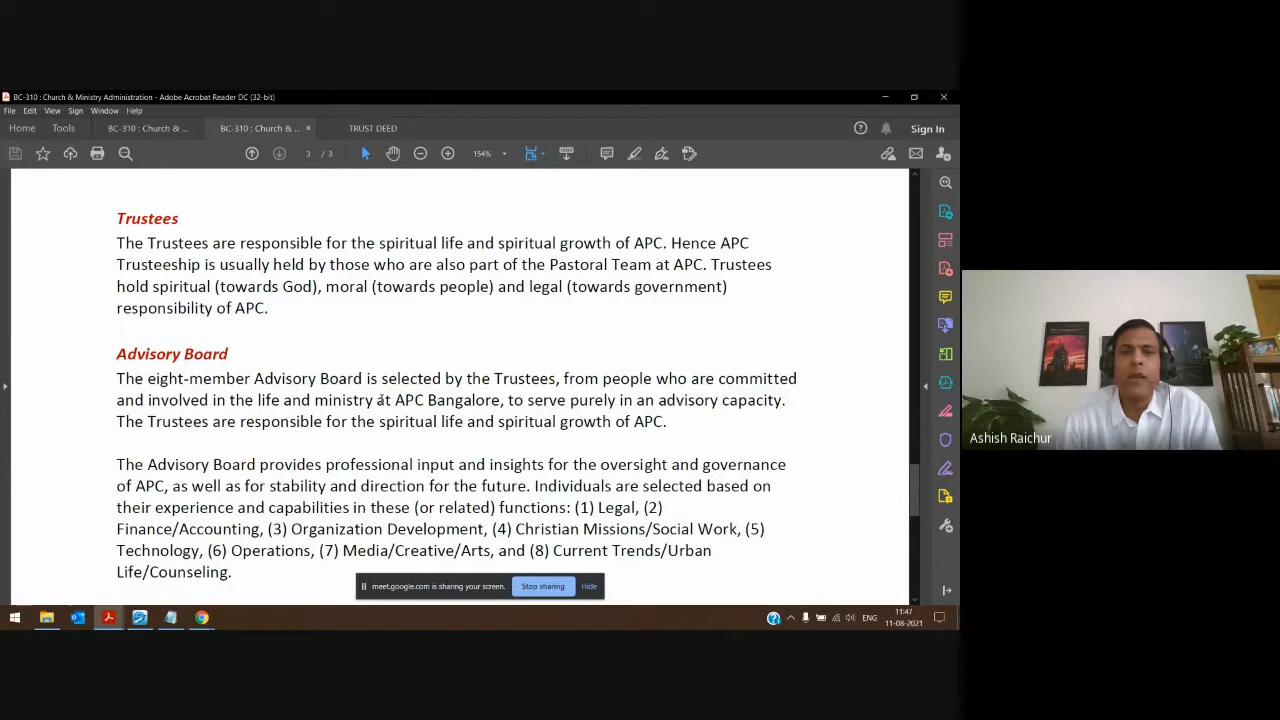 BC-310 : Church & Ministry Administration - Adobe Acrobat Reader DC (32-bit)
File Edit View Sign Window Help
Home Tools BC-310 : Church & ... BC-310 : Church & ... × TRUST DEED Sign In
3 / 3 154%
Trustees
The Trustees are responsible for the spiritual life and spiritual growth of APC. Hence APC
Trusteeship is usually held by those who are also part of the Pastoral Team at APC. Trustees
hold spiritual (towards God), moral (towards people) and legal (towards government)
responsibility of APC.
Advisory Board
The eight-member Advisory Board is selected by the Trustees, from people who are committed
and involved in the life and ministry at APC Bangalore, to serve purely in an advisory capacity.
The Trustees are responsible for the spiritual life and spiritual growth of APC.
The Advisory Board provides professional input and insights for the oversight and governance
of APC, as well as for stability and direction for the future. Individuals are selected based on
their experience and capabilities in these (or related) functions: (1) Legal, (2)
Finance/Accounting, (3) Organization Development, (4) Christian Missions/Social Work, (5)
Technology, (6) Operations, (7) Media/Creative/Arts, and (8) Current Trends/Urban
Life/Counseling.
meet.google.com is sharing your screen. Stop sharing Hide
ENG
11:47
11-08-2021
Ashish Raichur